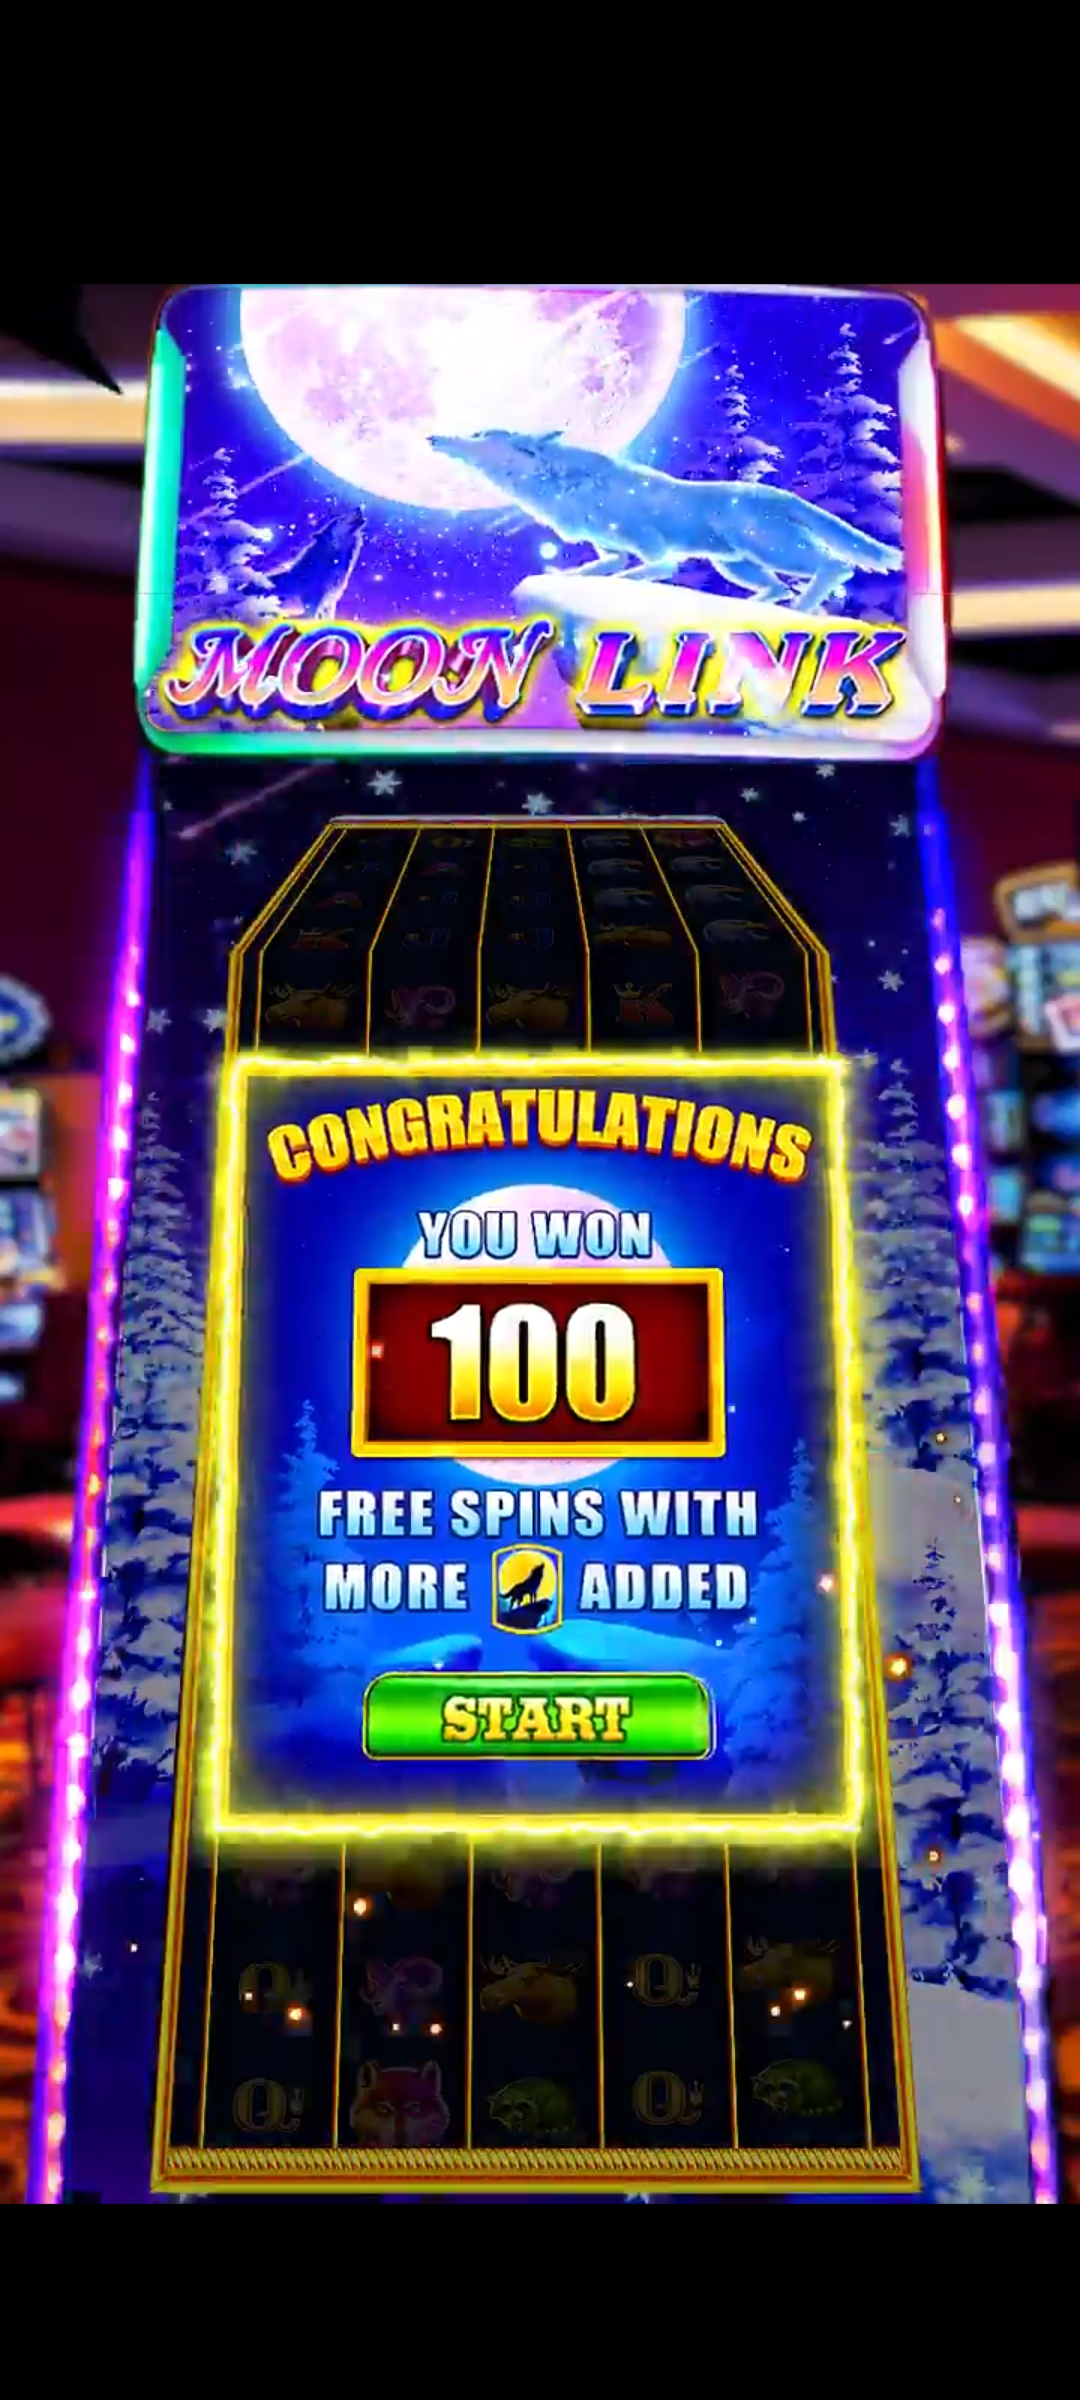 MOON LINK
CONGRATULATIONS
YOU WON
100
FREE SPINS WITH
MORE ADDED
START
Q Q
Q Q